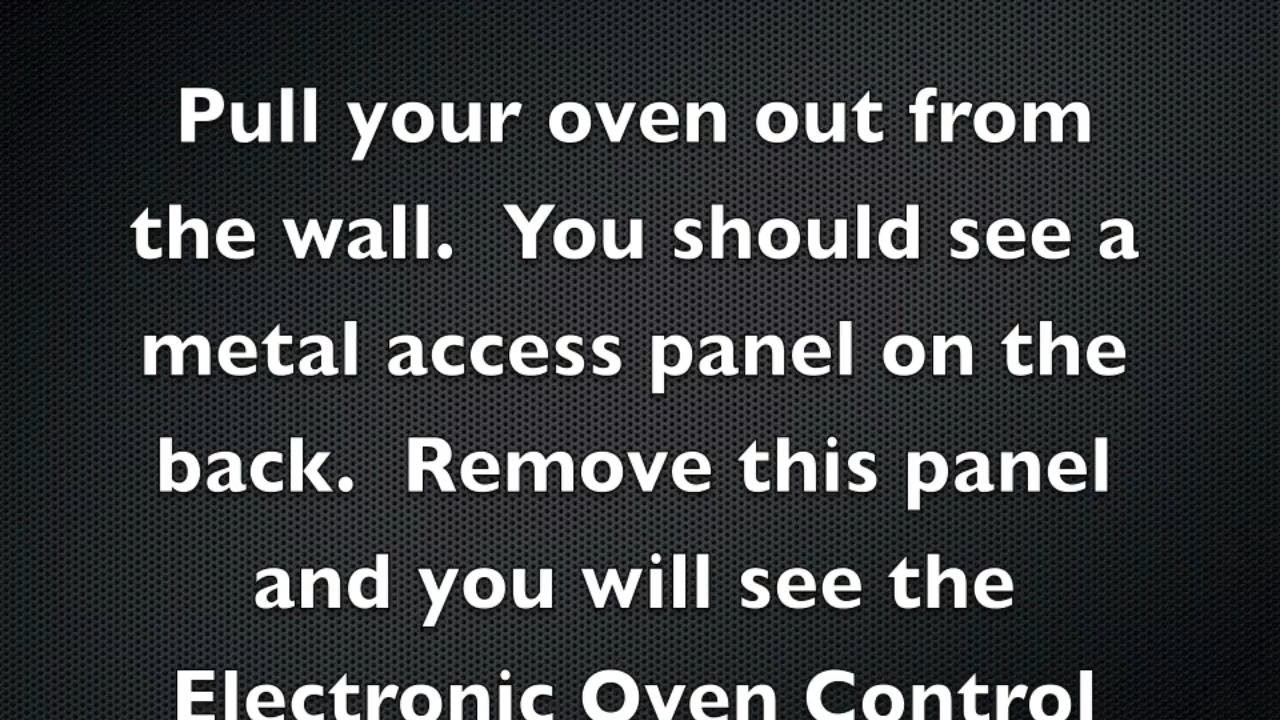 Pull your oven out from
the wall.  You should see a
metal access panel on the
back.  Remove this panel
and you will see the
Electronic Oven Control